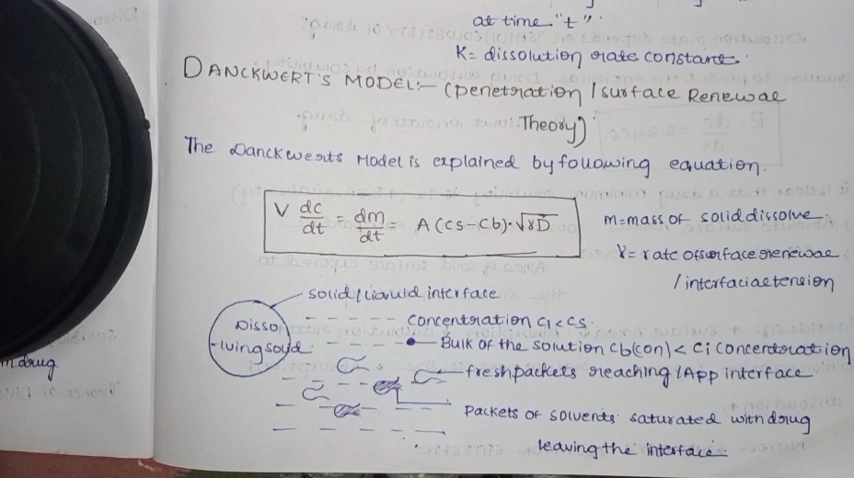 at time "t".
K= dissolution rate constant.
DANCKWERT'S MODEL:- (penetration / surface Renewal
Theory)
The Danckwerts Model is explained by following equation.
V dc/dt = dm/dt = A (Cs-Cb).√γD
m=mass of solid dissolve.
γ= rate of surface renewal
/ interfacial tension
solid/liquid interface
Disso
-lving solid.
Concentration Ci<Cs.
Bulk of the solution Cb(con) < Ci Concentration
fresh packets reaching / App interface
Packets of solvents saturated with drug
leaving the interface.
drug.